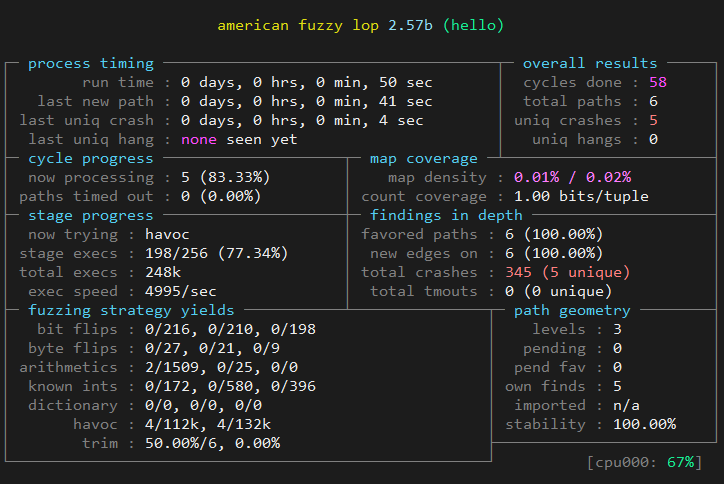 american fuzzy lop 2.57b (hello)
process timing overall results
run time : 0 days, 0 hrs, 0 min, 50 sec cycles done : 58
last new path : 0 days, 0 hrs, 0 min, 41 sec total paths : 6
last uniq crash : 0 days, 0 hrs, 0 min, 4 sec uniq crashes : 5
last uniq hang : none seen yet uniq hangs : 0
cycle progress map coverage
now processing : 5 (83.33%) map density : 0.01% / 0.02%
paths timed out : 0 (0.00%) count coverage : 1.00 bits/tuple
stage progress findings in depth
now trying : havoc favored paths : 6 (100.00%)
stage execs : 198/256 (77.34%) new edges on : 6 (100.00%)
total execs : 248k total crashes : 345 (5 unique)
exec speed : 4995/sec total tmouts : 0 (0 unique)
fuzzing strategy yields path geometry
bit flips : 0/216, 0/210, 0/198 levels : 3
byte flips : 0/27, 0/21, 0/9 pending : 0
arithmetics : 2/1509, 0/25, 0/0 pend fav : 0
known ints : 0/172, 0/580, 0/396 own finds : 5
dictionary : 0/0, 0/0, 0/0 imported : n/a
havoc : 4/112k, 4/132k stability : 100.00%
trim : 50.00%/6, 0.00%
[cpu000: 67%]